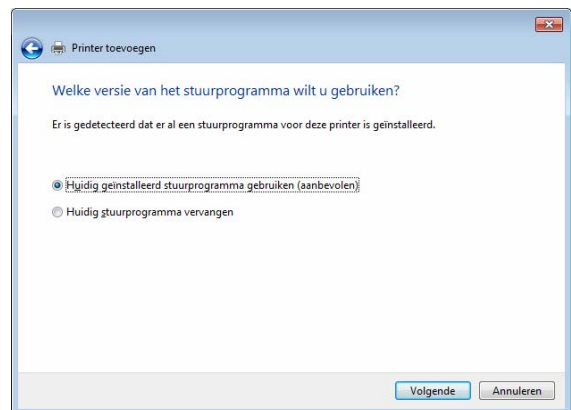 Printer toevoegen
Welke versie van het stuurprogramma wilt u gebruiken?
Er is gedetecteerd dat er al een stuurprogramma voor deze printer is geïnstalleerd.
Huidig geïnstalleerd stuurprogramma gebruiken (aanbevolen)
Huidig stuurprogramma vervangen
Volgende Annuleren